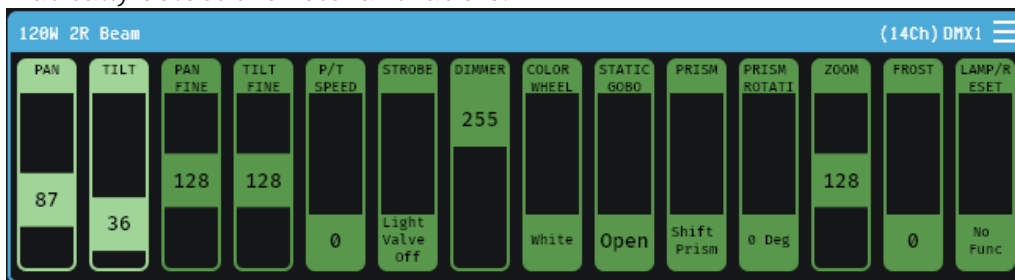 120W 2R Beam
(14Ch) DMX1
PAN
TILT
PAN
FINE
TILT
FINE
P/T
SPEED
STROBE
DIMMER
COLOR
WHEEL
STATIC
GOBO
PRISM
PRISM
ROTATI
ZOOM
FROST
LAMP/R
ESET
87
36
128
128
0
Light
Valve
Off
255
White
Open
Shift
Prism
0 Deg
128
0
No
Func